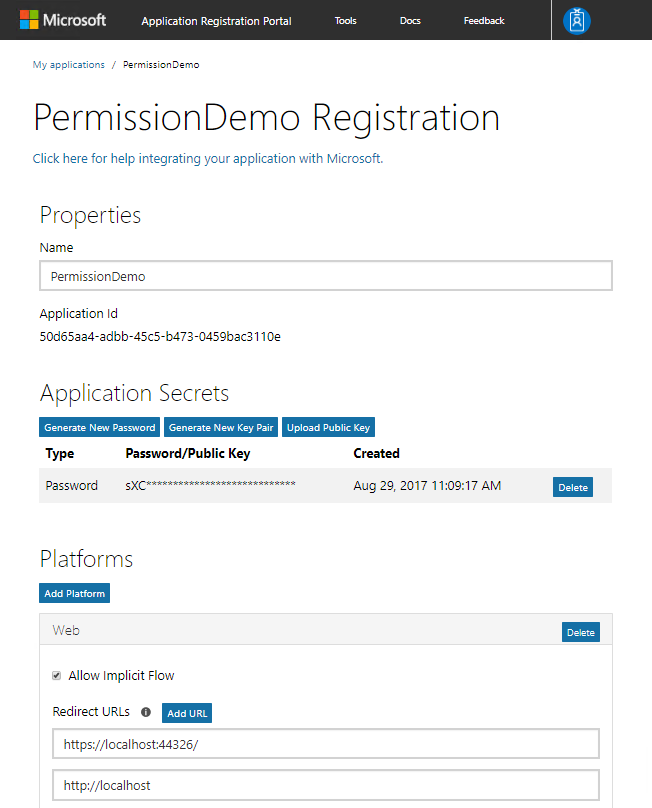 Microsoft Application Registration Portal Tools Docs Feedback
My applications / PermissionDemo
PermissionDemo Registration
Click here for help integrating your application with Microsoft.
Properties
Name
PermissionDemo
Application Id
50d65aa4-adbb-45c5-b473-0459bac3110e
Application Secrets
Generate New Password Generate New Key Pair Upload Public Key
Type Password/Public Key Created
Password sXC**************************** Aug 29, 2017 11:09:17 AM Delete
Platforms
Add Platform
Web Delete
Allow Implicit Flow
Redirect URLs Add URL
https://localhost:44326/
http://localhost